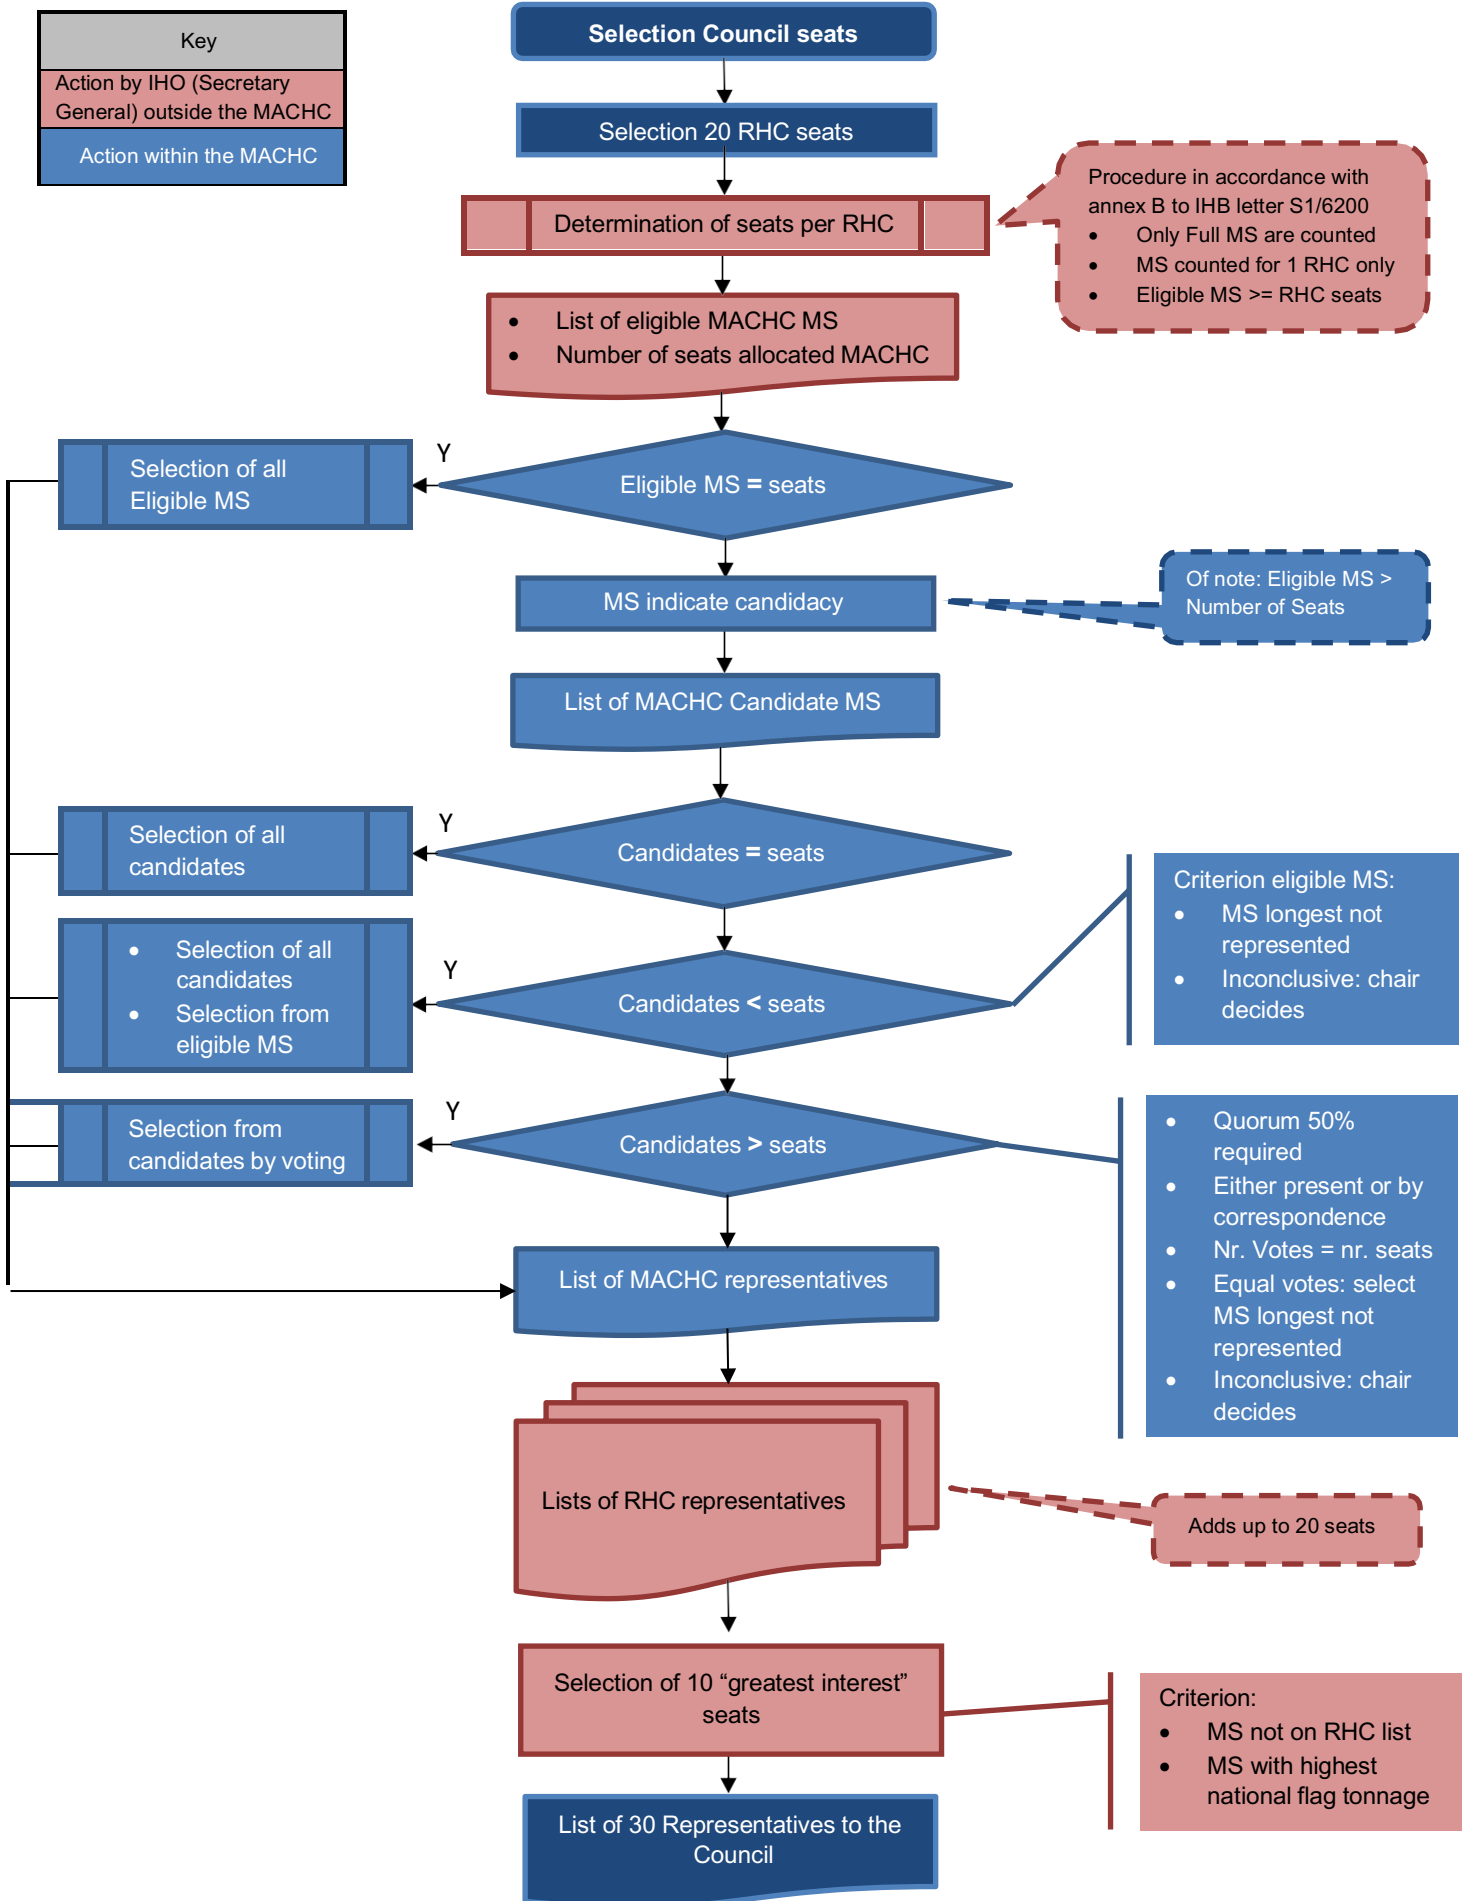 Key
Action by IHO (Secretary
General) outside the MACHC
Action within the MACHC
Selection Council seats
Selection 20 RHC seats
Determination of seats per RHC
Procedure in accordance with
annex B to IHB letter S1/6200
• Only Full MS are counted
• MS counted for 1 RHC only
• Eligible MS >= RHC seats
• List of eligible MACHC MS
• Number of seats allocated MACHC
Eligible MS = seats
Y
Selection of all
Eligible MS
MS indicate candidacy
Of note: Eligible MS >
Number of Seats
List of MACHC Candidate MS
Candidates = seats
Y
Selection of all
candidates
Candidates < seats
Y
• Selection of all
candidates
• Selection from
eligible MS
Criterion eligible MS:
• MS longest not
represented
• Inconclusive: chair
decides
Candidates > seats
Y
Selection from
candidates by voting
• Quorum 50%
required
• Either present or by
correspondence
• Nr. Votes = nr. seats
• Equal votes: select
MS longest not
represented
• Inconclusive: chair
decides
List of MACHC representatives
Lists of RHC representatives
Adds up to 20 seats
Selection of 10 “greatest interest”
seats
Criterion:
• MS not on RHC list
• MS with highest
national flag tonnage
List of 30 Representatives to the
Council